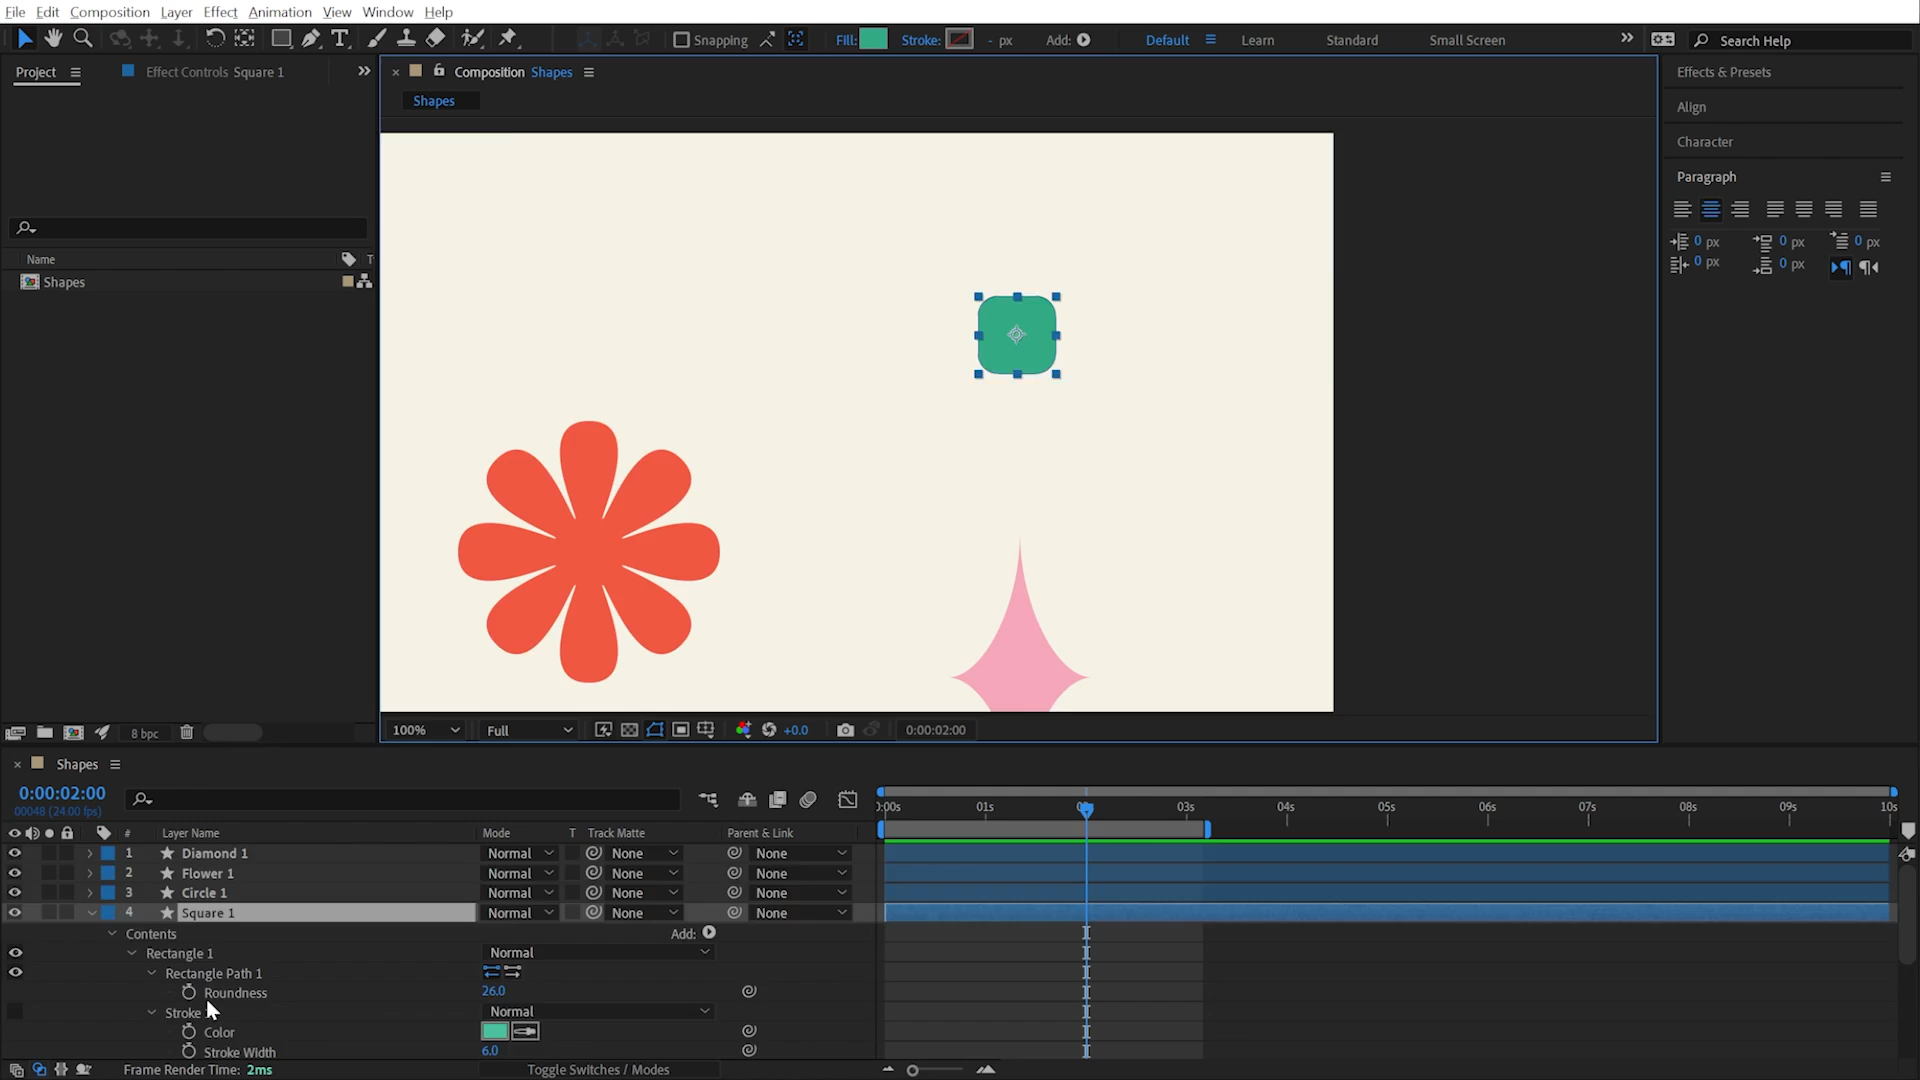 File Edit Composition Layer Effect Animation View Window Help
Snapping Fill: Stroke: - px Add: Default Learn Standard Small Screen Search Help
Project Effect Controls Square 1
Composition Shapes
Shapes
Effects & Presets
Align
Character
Paragraph
0 px 0 px 0 px
0 px 0 px
Name T
Shapes
8 bpc
100% Full +0.0 0:00:02:00
Shapes
0:00:02:00
00048 (24.00 fps)
0:00s 01s 03s 04s 05s 06s 07s 08s 09s 10s
# Layer Name Mode T Track Matte Parent & Link
1 Diamond 1 Normal None None
2 Flower 1 Normal None None
3 Circle 1 Normal None None
4 Square 1 Normal None None
Contents Add:
Rectangle 1 Normal
Rectangle Path 1
Roundness 26.0
Stroke Normal
Color
Stroke Width 6.0
Frame Render Time: 2ms Toggle Switches / Modes